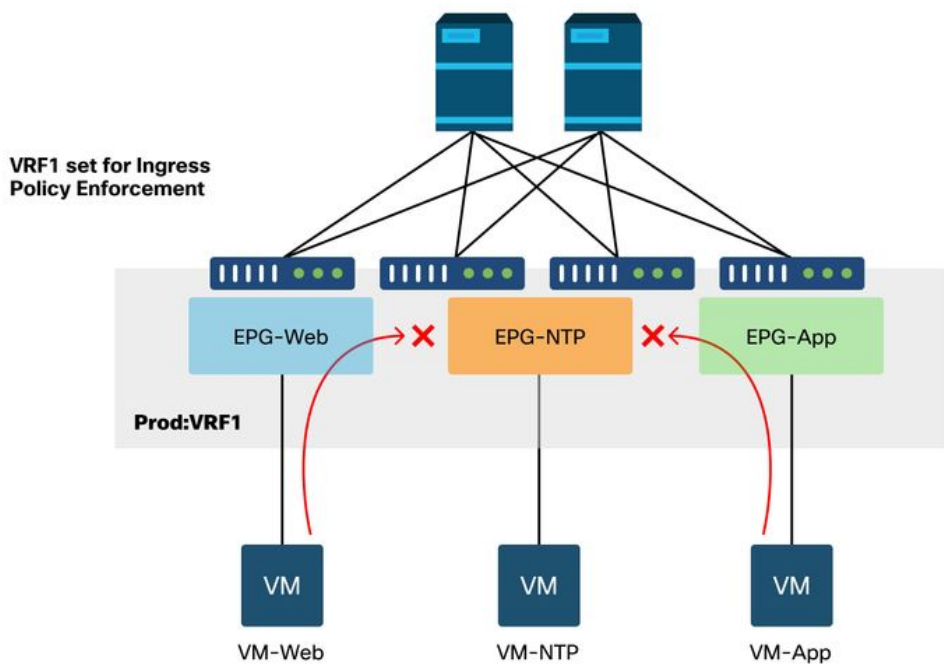 VRF1 set for Ingress
Policy Enforcement
EPG-Web
EPG-NTP
EPG-App
Prod:VRF1
VM
VM
VM
VM-Web
VM-NTP
VM-App